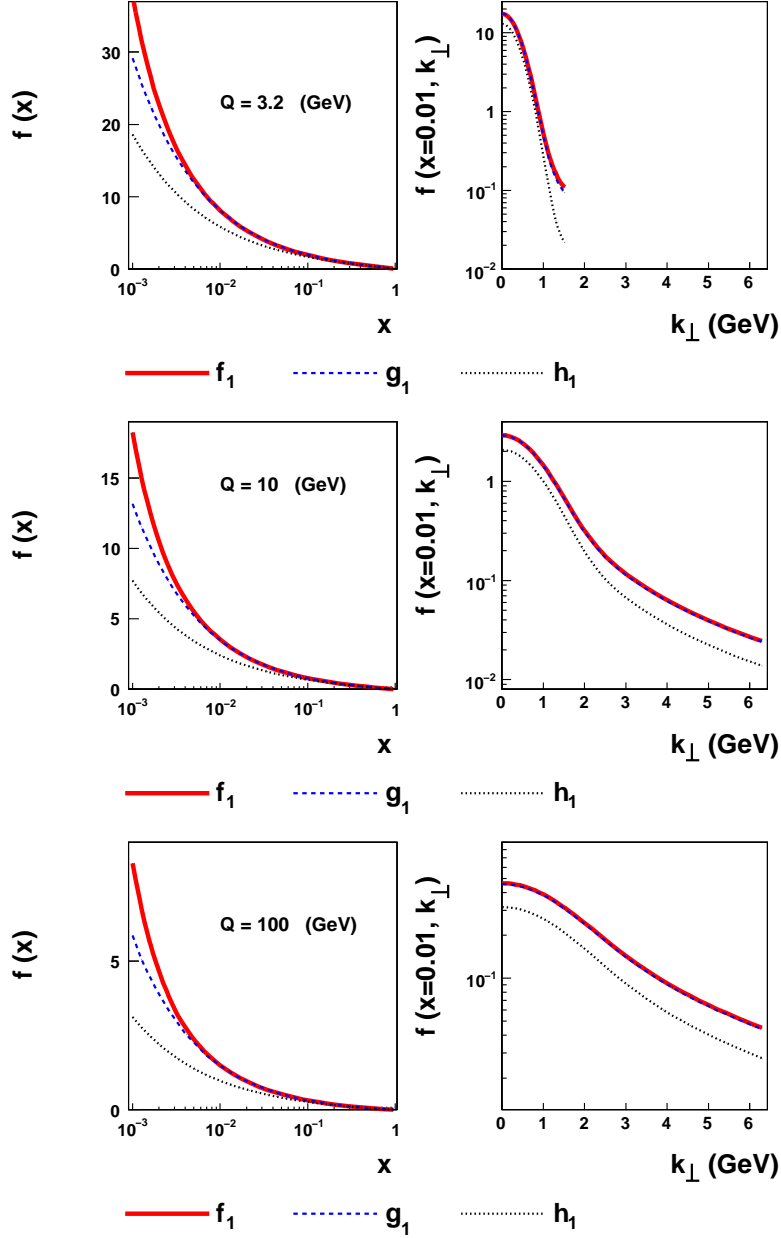 f (x)
30
20
10
0
Q = 3.2 (GeV)
10⁻³ 10⁻² 10⁻¹ 1
x
f (x=0.01, k⊥)
10
1
10⁻¹
10⁻²
0 1 2 3 4 5 6
k⊥ (GeV)
f₁ g₁ h₁
f (x)
15
10
5
0
Q = 10 (GeV)
10⁻³ 10⁻² 10⁻¹ 1
x
f (x=0.01, k⊥)
1
10⁻¹
10⁻²
0 1 2 3 4 5 6
k⊥ (GeV)
f₁ g₁ h₁
f (x)
5
0
Q = 100 (GeV)
10⁻³ 10⁻² 10⁻¹ 1
x
f (x=0.01, k⊥)
10⁻¹
0 1 2 3 4 5 6
k⊥ (GeV)
f₁ g₁ h₁